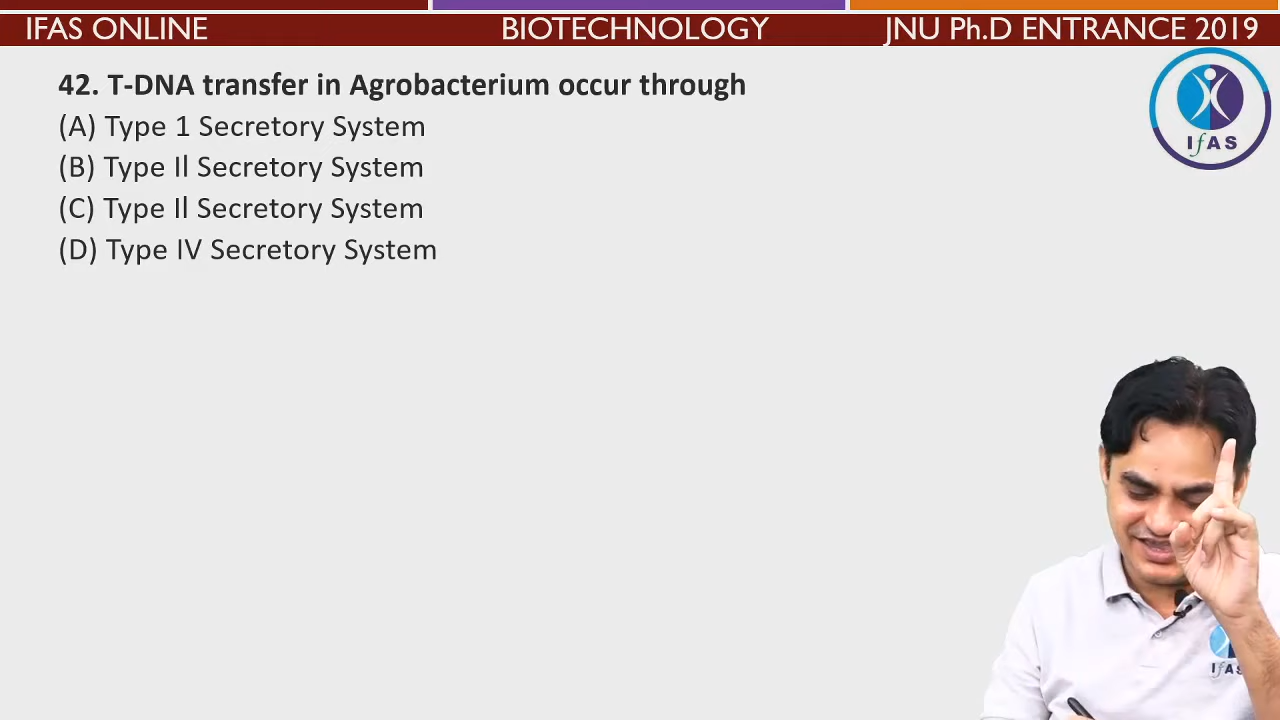 IFAS ONLINE BIOTECHNOLOGY JNU Ph.D ENTRANCE 2019
IfAS
42. T-DNA transfer in Agrobacterium occur through
(A) Type 1 Secretory System
(B) Type Il Secretory System
(C) Type Il Secretory System
(D) Type IV Secretory System
IfAS